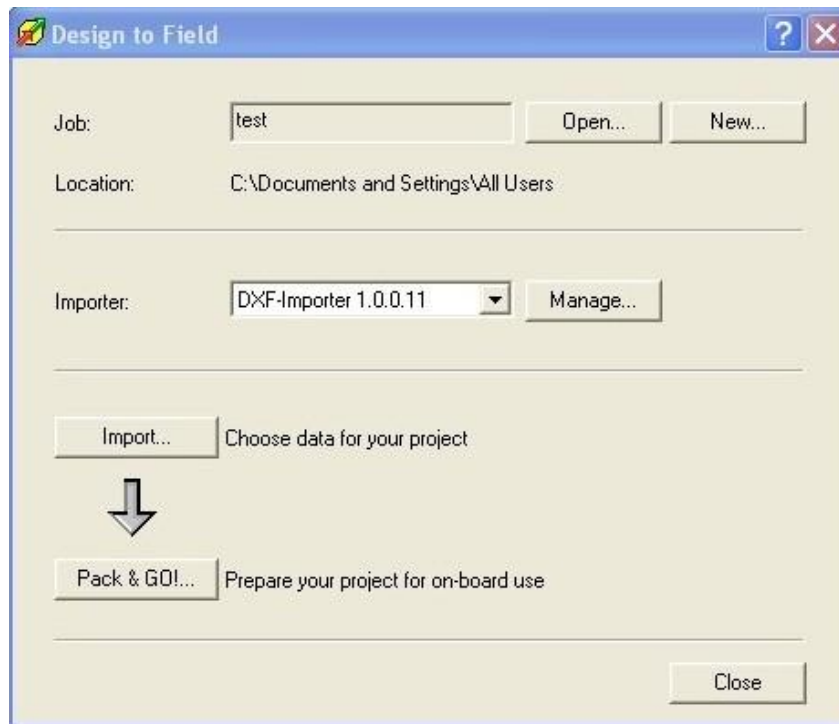 Design to Field
Job: test Open... New...
Location: C:\Documents and Settings\All Users
Importer: DXF-Importer 1.0.0.11 Manage...
Import... Choose data for your project
Pack & GO!... Prepare your project for on-board use
Close